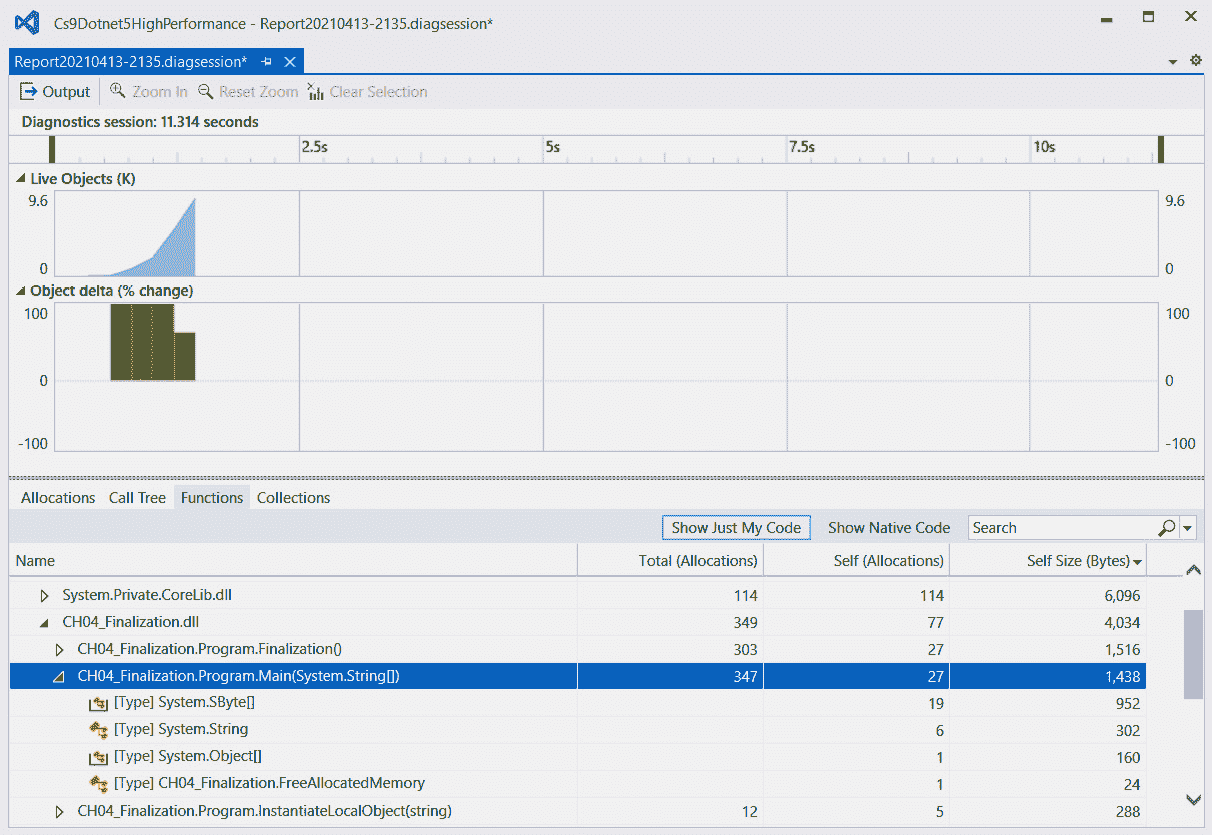 Cs9Dotnet5HighPerformance - Report20210413-2135.diagsession*
Report20210413-2135.diagsession*
Output Zoom In Reset Zoom Clear Selection
Diagnostics session: 11.314 seconds
2.5s 5s 7.5s 10s
Live Objects (K)
9.6 9.6
0 0
Object delta (% change)
100 100
0 0
-100 -100
Allocations Call Tree Functions Collections
Show Just My Code Show Native Code Search
Name Total (Allocations) Self (Allocations) Self Size (Bytes)
System.Private.CoreLib.dll 114 114 6,096
CH04_Finalization.dll 349 77 4,034
CH04_Finalization.Program.Finalization() 303 27 1,516
CH04_Finalization.Program.Main(System.String[]) 347 27 1,438
[Type] System.SByte[] 19 952
[Type] System.String 6 302
[Type] System.Object[] 1 160
[Type] CH04_Finalization.FreeAllocatedMemory 1 24
CH04_Finalization.Program.InstantiateLocalObject(string) 12 5 288